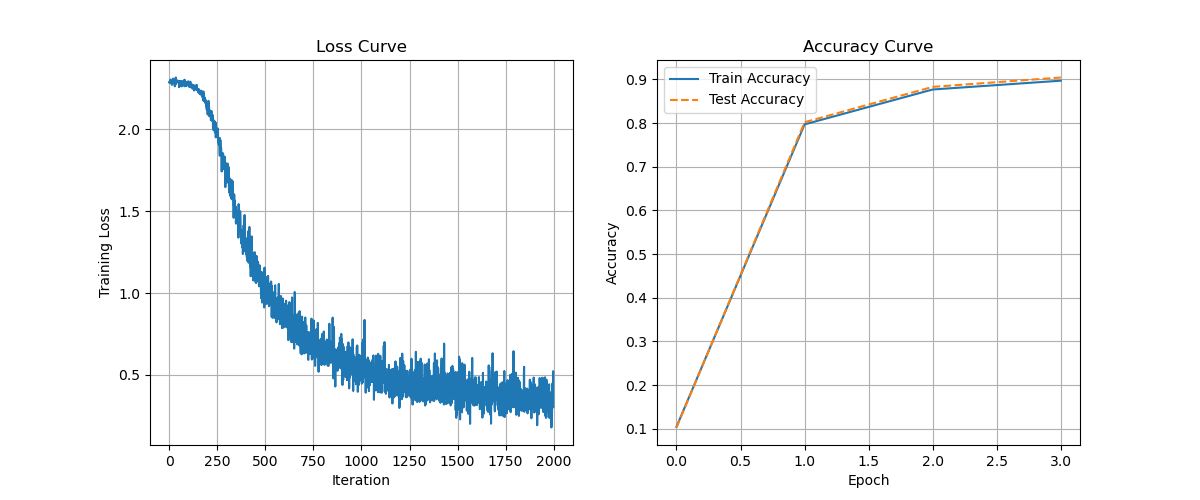 Loss Curve
Training Loss
2.0
1.5
1.0
0.5
0 250 500 750 1000 1250 1500 1750 2000
Iteration
Accuracy Curve
Train Accuracy
Test Accuracy
Accuracy
0.9
0.8
0.7
0.6
0.5
0.4
0.3
0.2
0.1
0.0 0.5 1.0 1.5 2.0 2.5 3.0
Epoch